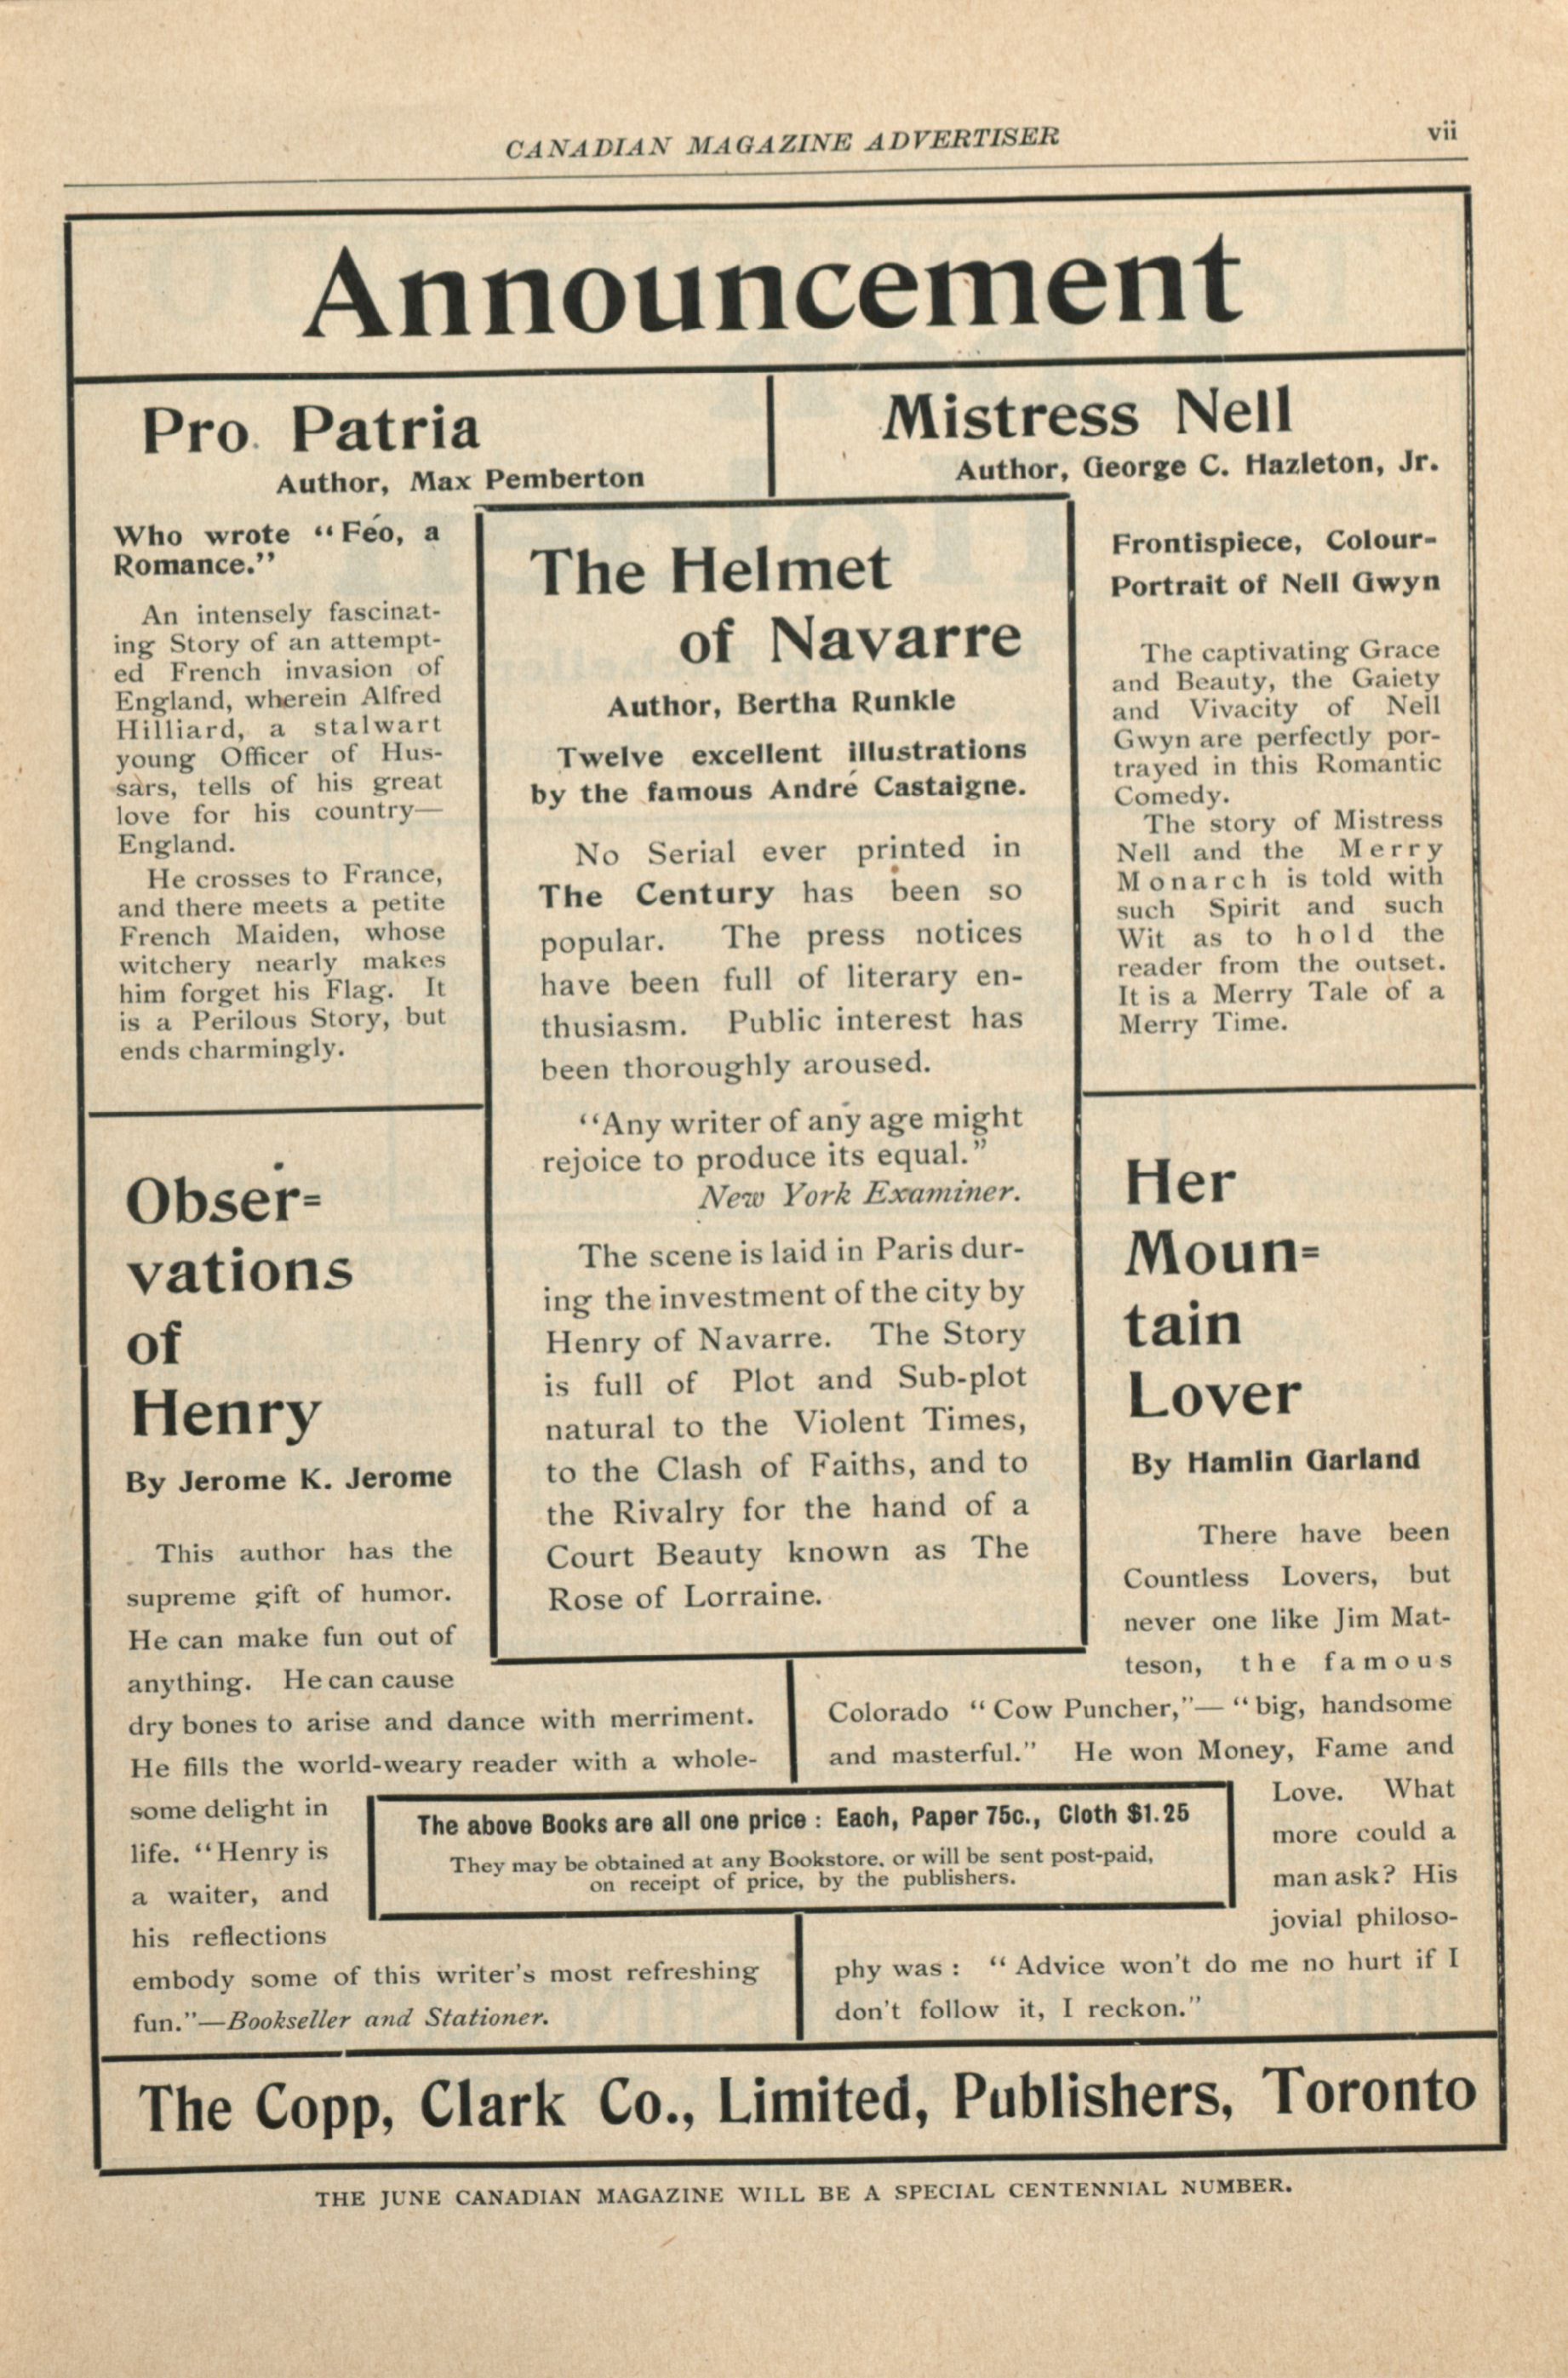 CANADIAN MAGAZINE ADVERTISER
vii
Announcement
Pro Patria
Author, Max Pemberton
Who wrote "Féo, a
Romance."
An intensely fascinat-
ing Story of an attempt-
ed French invasion of
England, wherein Alfred
Hilliard, a stalwart
young Officer of Hus-
sars, tells of his great
love for his country—
England.
He crosses to France,
and there meets a petite
French Maiden, whose
witchery nearly makes
him forget his Flag. It
is a Perilous Story, but
ends charmingly.
Mistress Nell
Author, George C. Hazleton, Jr.
Frontispiece, Colour-
Portrait of Nell Gwyn
The captivating Grace
and Beauty, the Gaiety
and Vivacity of Nell
Gwyn are perfectly por-
trayed in this Romantic
Comedy.
The story of Mistress
Nell and the Merry
Monarch is told with
such Spirit and such
Wit as to hold the
reader from the outset.
It is a Merry Tale of a
Merry Time.
The Helmet
of Navarre
Author, Bertha Runkle
Twelve excellent illustrations
by the famous André Castaigne.
No Serial ever printed in
The Century has been so
popular. The press notices
have been full of literary en-
thusiasm. Public interest has
been thoroughly aroused.
"Any writer of any age might
rejoice to produce its equal."
New York Examiner.
The scene is laid in Paris dur-
ing the investment of the city by
Henry of Navarre. The Story
is full of Plot and Sub-plot
natural to the Violent Times,
to the Clash of Faiths, and to
the Rivalry for the hand of a
Court Beauty known as The
Rose of Lorraine.
Obser-
vations
of
Henry
By Jerome K. Jerome
This author has the
supreme gift of humor.
He can make fun out of
anything. He can cause
dry bones to arise and dance with merriment.
He fills the world-weary reader with a whole-
some delight in
life. "Henry is
a waiter, and
his reflections
embody some of this writer's most refreshing
fun."—Bookseller and Stationer.
Her
Moun-
tain
Lover
By Hamlin Garland
There have been
Countless Lovers, but
never one like Jim Mat-
teson, the famous
Colorado "Cow Puncher,"—"big, handsome
and masterful." He won Money, Fame and
Love. What
more could a
man ask? His
jovial philoso-
phy was: "Advice won't do me no hurt if I
don't follow it, I reckon."
The above Books are all one price: Each, Paper 75c., Cloth $1.25
They may be obtained at any Bookstore, or will be sent post-paid,
on receipt of price, by the publishers.
The Copp, Clark Co., Limited, Publishers, Toronto
THE JUNE CANADIAN MAGAZINE WILL BE A SPECIAL CENTENNIAL NUMBER.